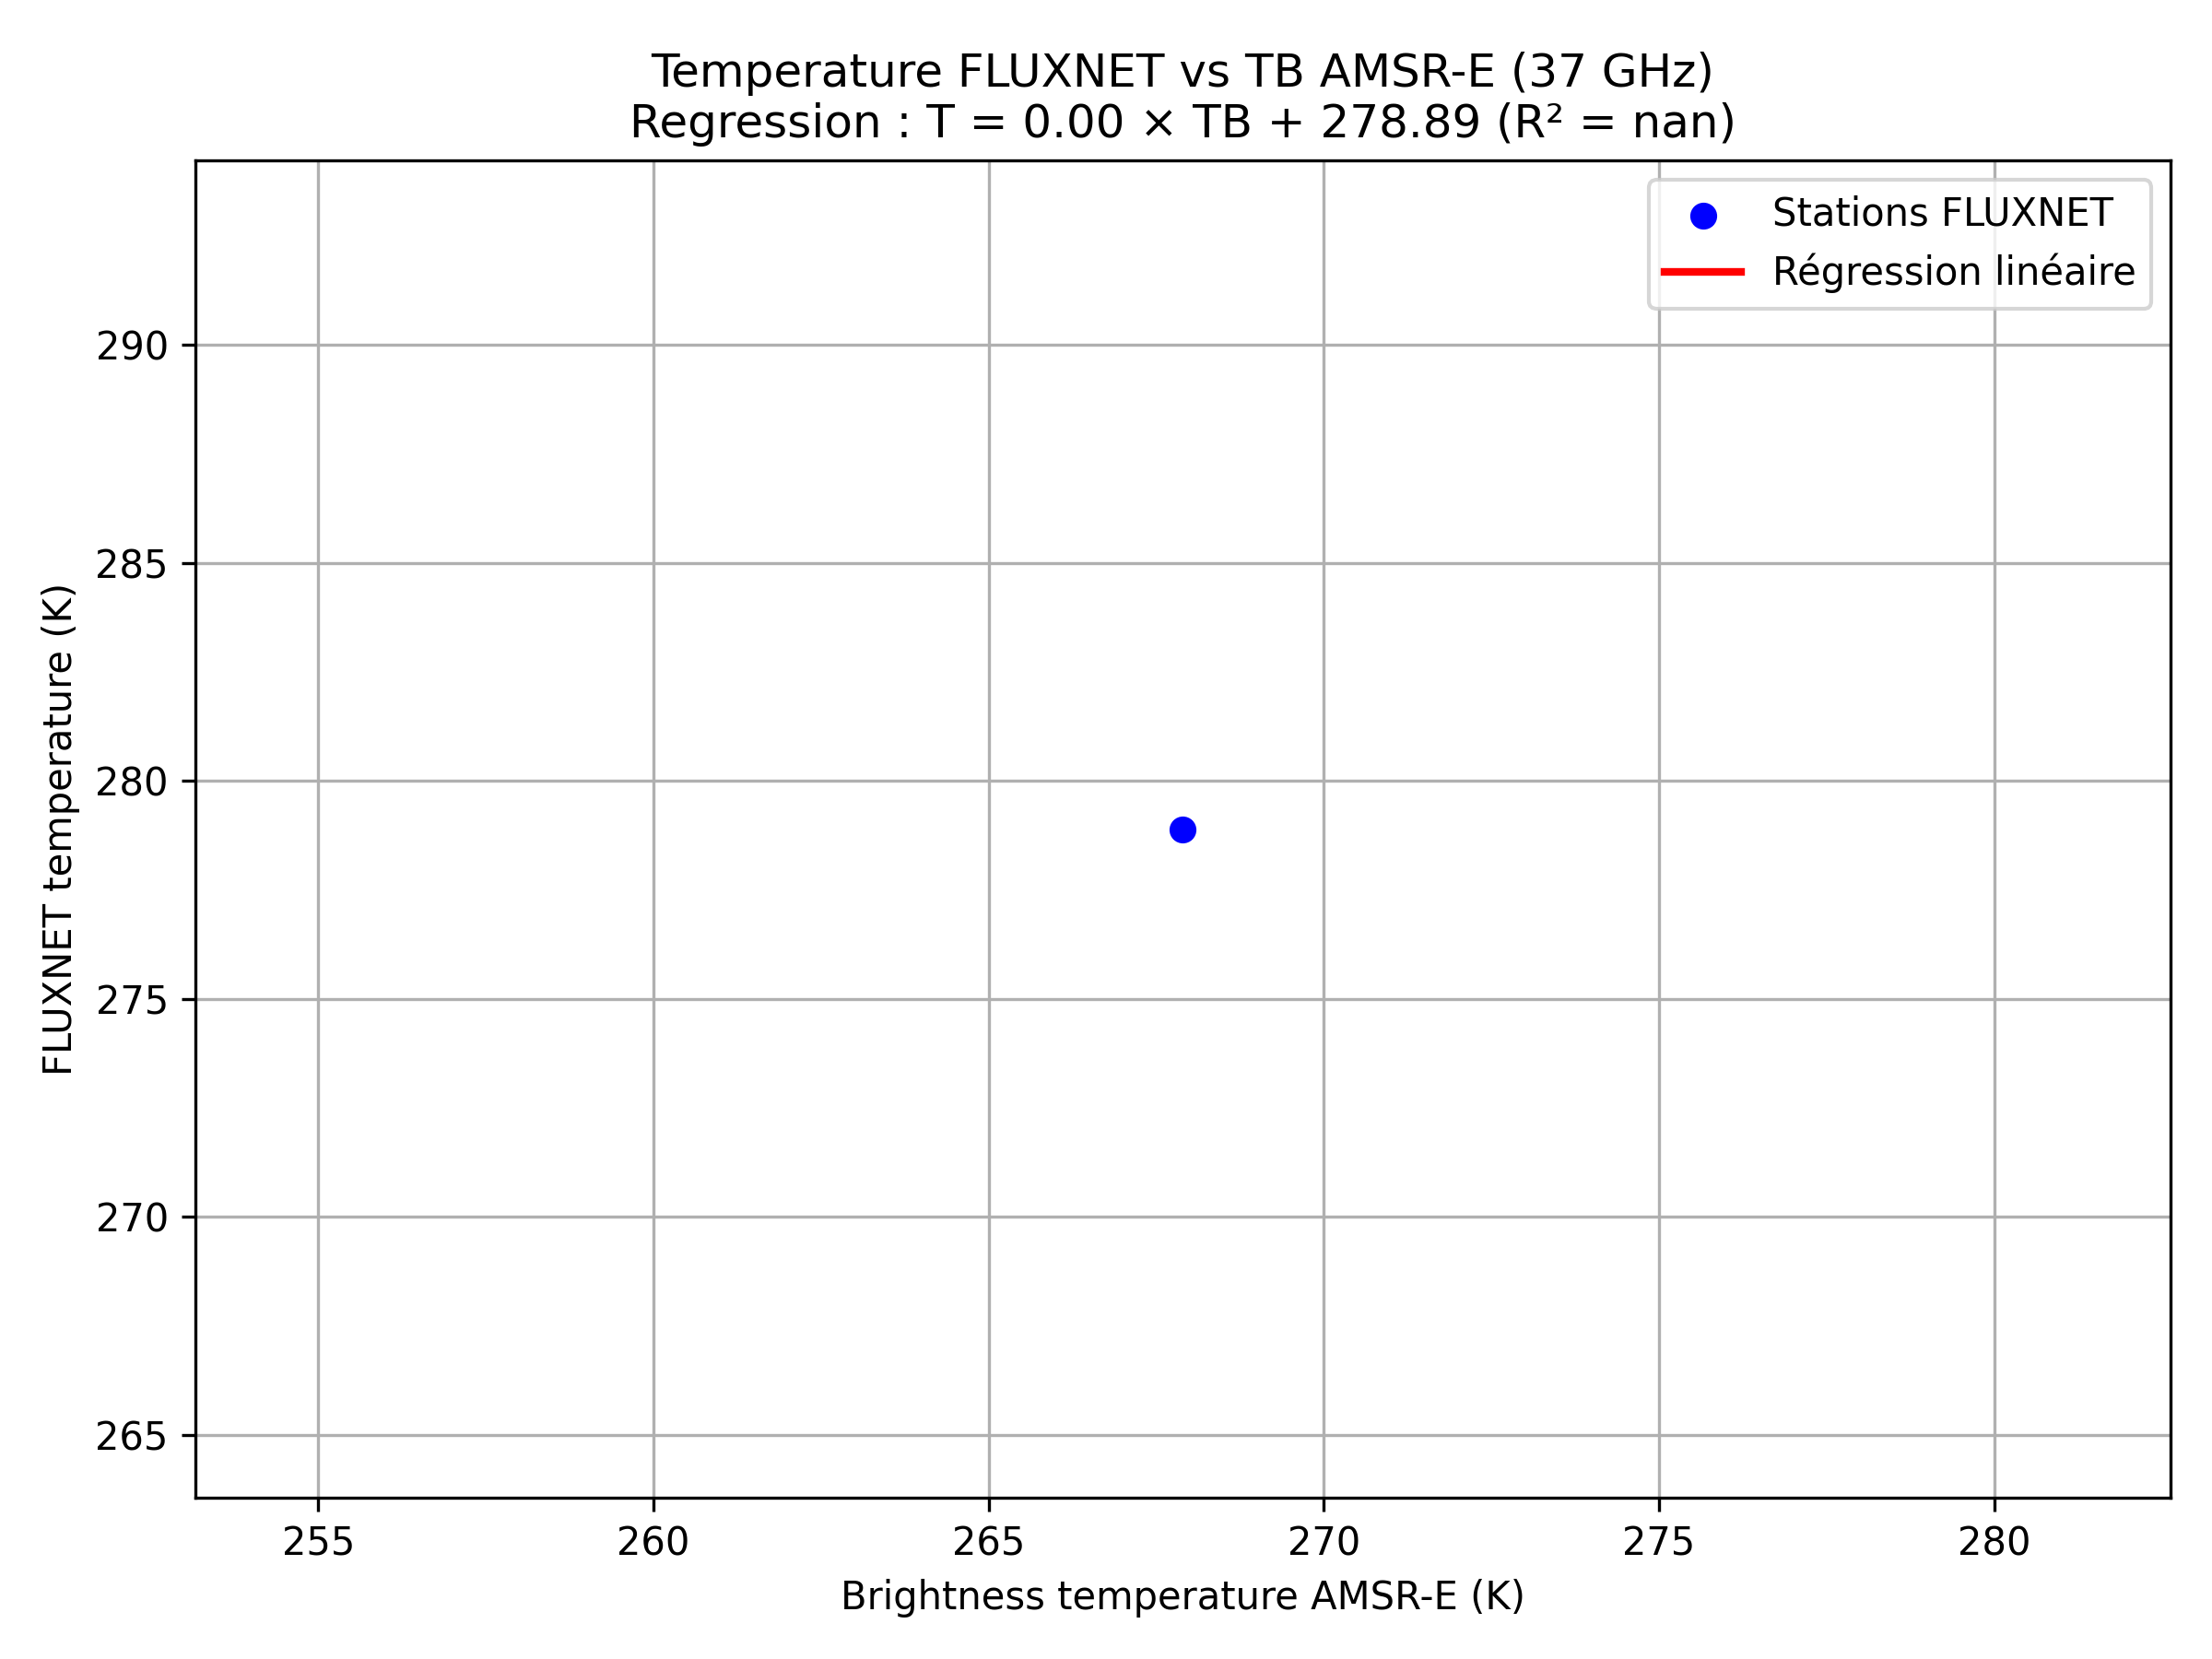 Temperature FLUXNET vs TB AMSR-E (37 GHz)
Regression : T = 0.00 × TB + 278.89 (R² = nan)
Stations FLUXNET
Régression linéaire
FLUXNET temperature (K)
290
285
280
275
270
265
255 260 265 270 275 280
Brightness temperature AMSR-E (K)